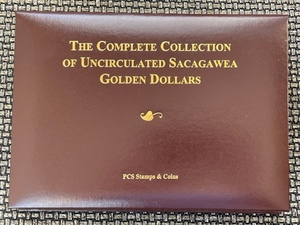 THE COMPLETE COLLECTION
OF UNCIRCULATED SACAGAWEA
GOLDEN DOLLARS
PCS Stamps & Coins